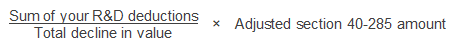 Sum of your R&D deductions
Total decline in value × Adjusted section 40-285 amount